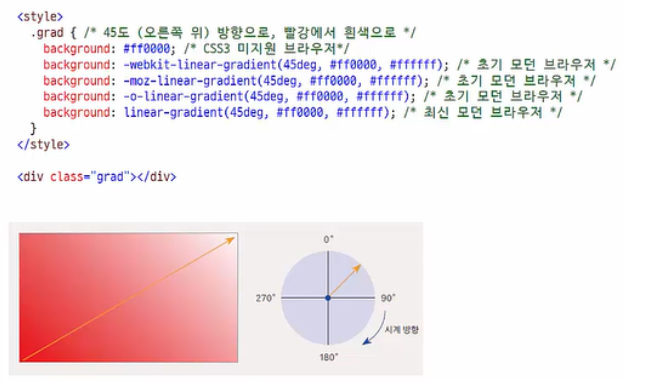 <style>
.grad { /* 45도 (오른쪽 위) 방향으로, 빨강에서 흰색으로 */
background: #ff0000; /* CSS3 미지원 브라우저*/
background: -webkit-linear-gradient(45deg, #ff0000, #ffffff); /* 초기 모던 브라우저 */
background: -moz-linear-gradient(45deg, #ff0000, #ffffff); /* 초기 모던 브라우저 */
background: -o-linear-gradient(45deg, #ff0000, #ffffff); /* 초기 모던 브라우저 */
background: linear-gradient(45deg, #ff0000, #ffffff); /* 최신 모던 브라우저 */
}
</style>
<div class="grad"></div>
0°
270°
90°
시계 방향
180°